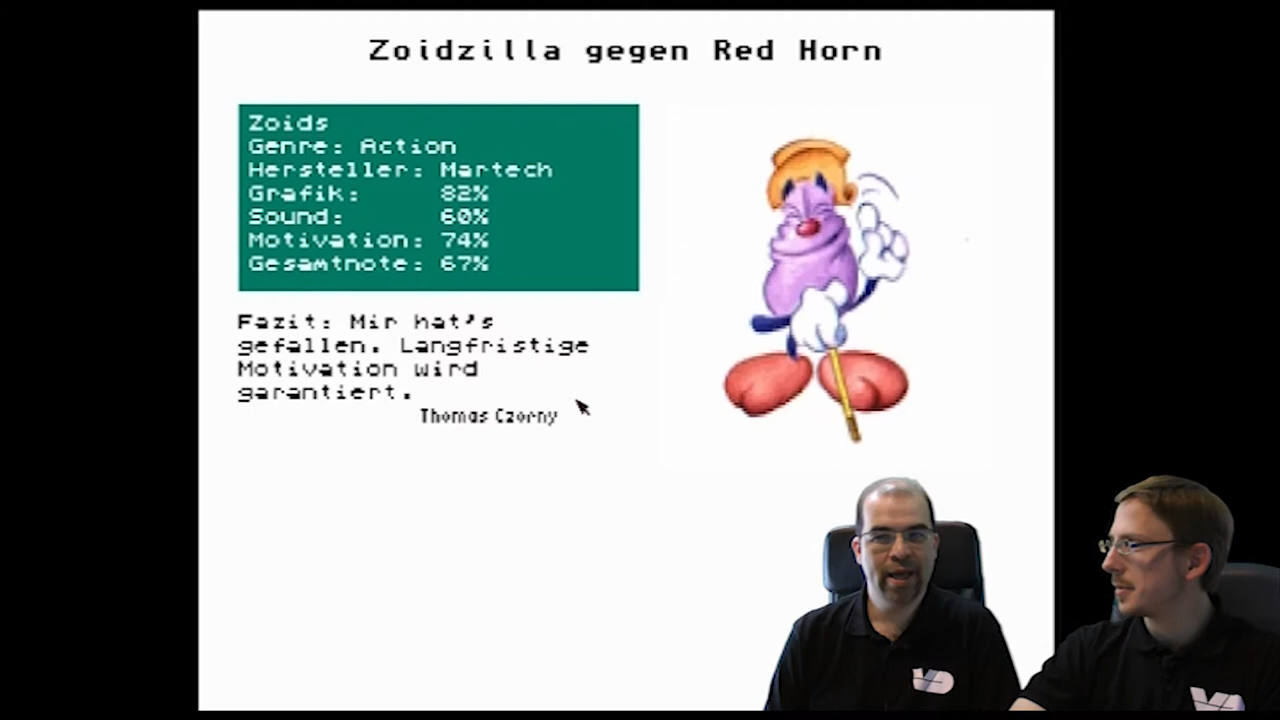 Zoidzilla gegen Red Horn
Zoids
Genre: Action
Hersteller: Martech
Grafik: 82%
Sound: 60%
Motivation: 74%
Gesamtnote: 67%
Fazit: Mir hat's
gefallen. Langfristige
Motivation wird
garantiert.
Thomas Czorny